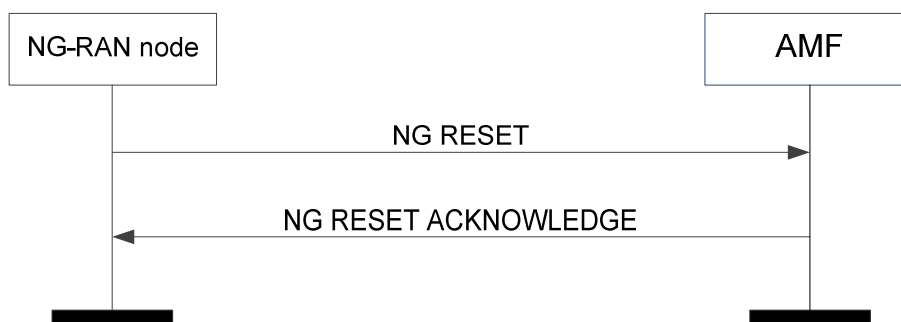 NG-RAN node
AMF
NG RESET
NG RESET ACKNOWLEDGE